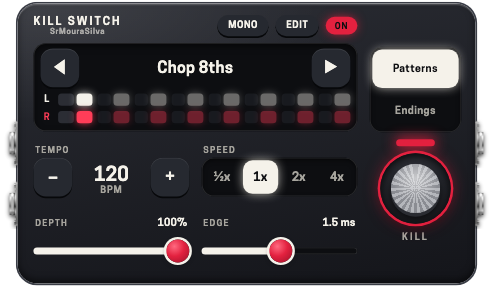 KILL SWITCH
SrMouraSilva
MONO
EDIT
ON
Chop 8ths
L
R
Patterns
Endings
TEMPO
SPEED
− 120 +
BPM
½x 1x 2x 4x
DEPTH 100%
EDGE 1.5 ms
KILL